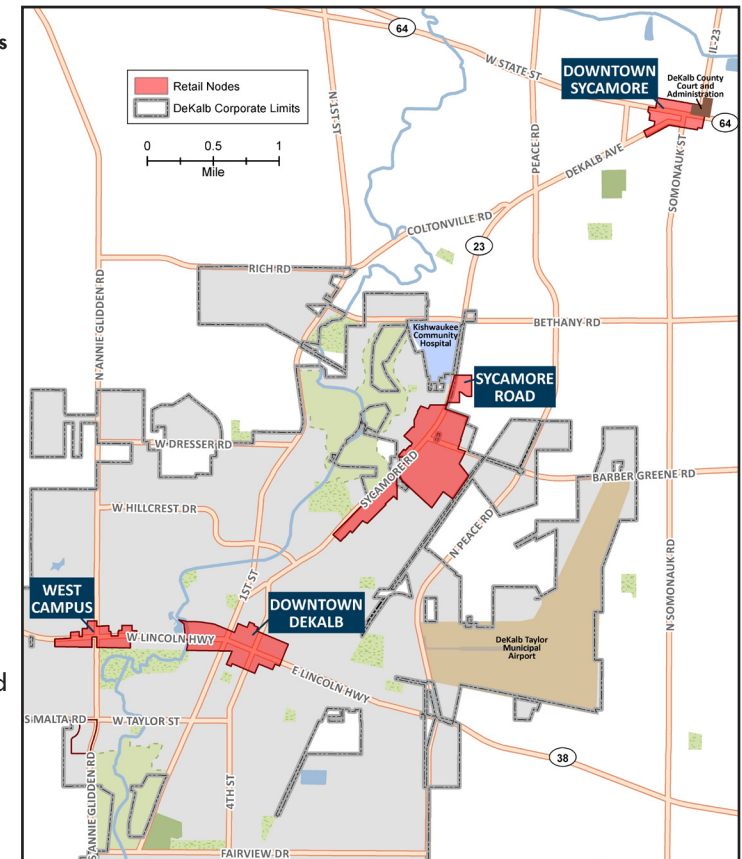 s
64
W STATE ST
IL-23
DOWNTOWN
SYCAMORE
DeKalb County
Court and
Administration
64
Retail Nodes
DeKalb Corporate Limits
0 0.5 1
Mile
N 1ST ST
PEACE RD
DEKALB AVE
SOMONAUK ST
COLTONVILLE RD
23
RICH RD
N ANNIE GLIDDEN RD
BETHANY RD
Kishwaukee
Community
Hospital
SYCAMORE
ROAD
W DRESSER RD
SYCAMORE RD
BARBER GREENE RD
W HILLCREST DR
N PEACE RD
N SOMONAUK RD
1ST ST
WEST
CAMPUS
DOWNTOWN
DEKALB
W LINCOLN HWY
DeKalb Taylor
Municipal
Airport
E LINCOLN HWY
d
S MALTA RD
W TAYLOR ST
38
S ANNIE GLIDDEN RD
4TH ST
FAIRVIEW DR